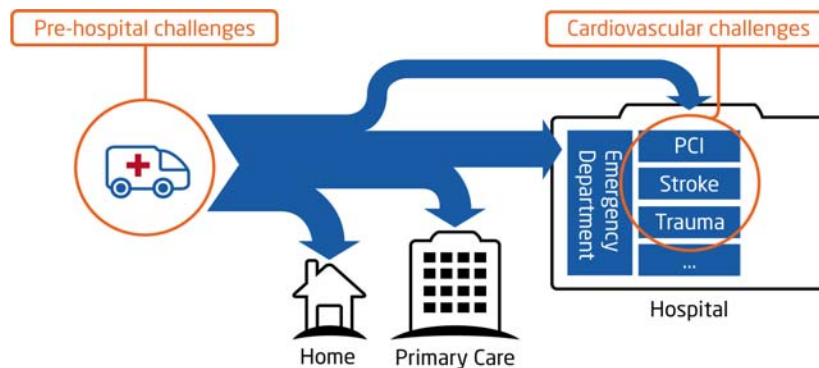 Pre-hospital challenges
Cardiovascular challenges
Emergency
Department
PCI
Stroke
Trauma
...
Hospital
Home
Primary Care